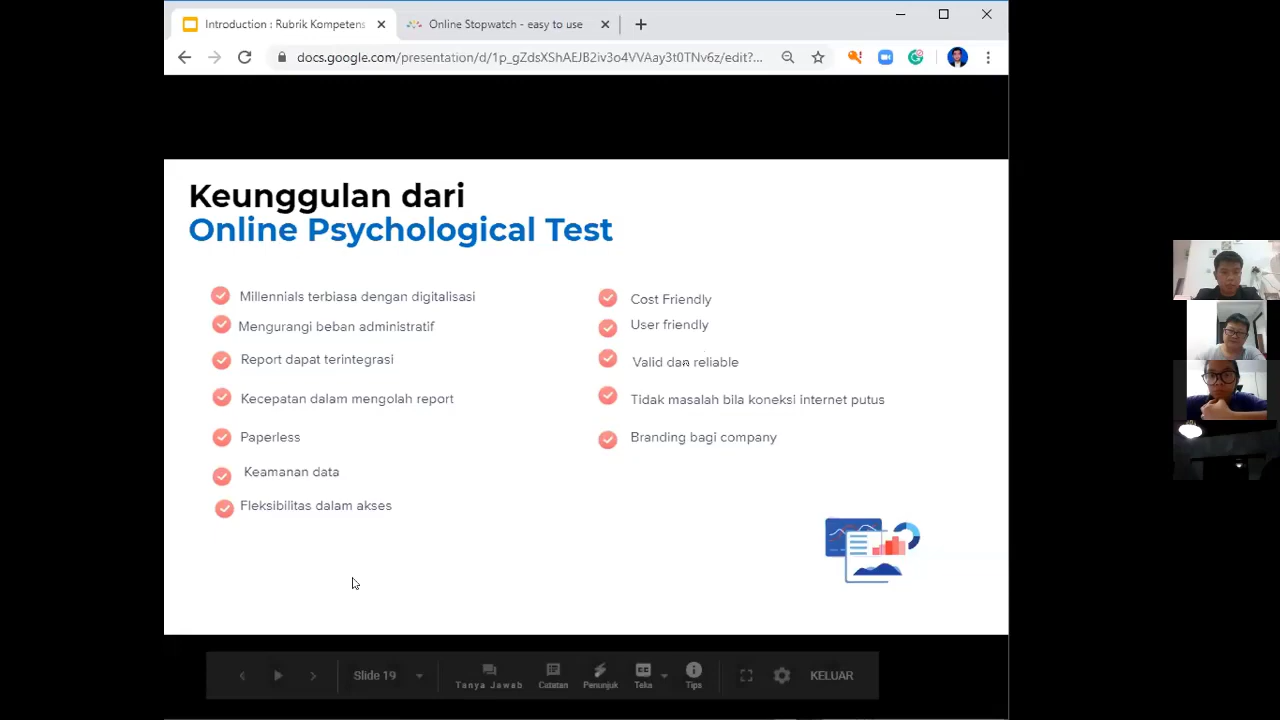 Introduction : Rubrik Kompetens
Online Stopwatch - easy to use
docs.google.com/presentation/d/1p_gZdsXShAEJB2iv3o4VVAay3t0TNv6z/edit?...
Keunggulan dari
Online Psychological Test
Millennials terbiasa dengan digitalisasi
Mengurangi beban administratif
Report dapat terintegrasi
Kecepatan dalam mengolah report
Paperless
Keamanan data
Fleksibilitas dalam akses
Cost Friendly
User friendly
Valid dan reliable
Tidak masalah bila koneksi internet putus
Branding bagi company
Slide 19
Tanya Jawab
Catatan
Penunjuk
Teks
Tips
KELUAR